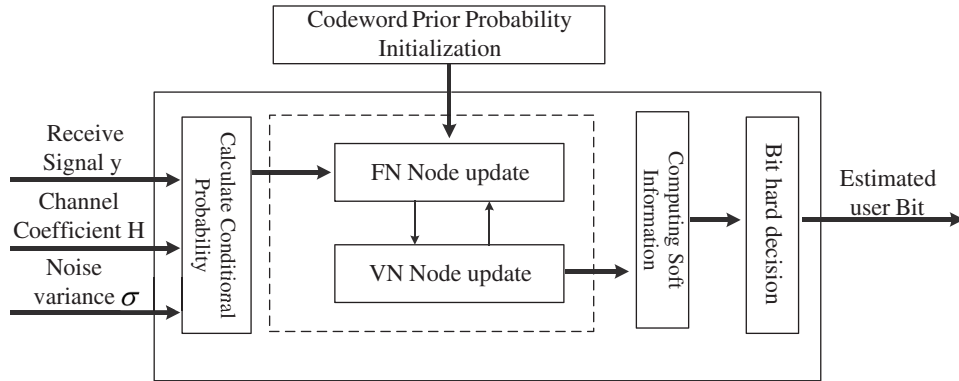 Codeword Prior Probability
Initialization
Receive
Signal y
Channel
Coefficient H
Noise
variance σ
Calculate Conditional
Probability
FN Node update
VN Node update
Computing Soft
Information
Bit hard decision
Estimated
user Bit